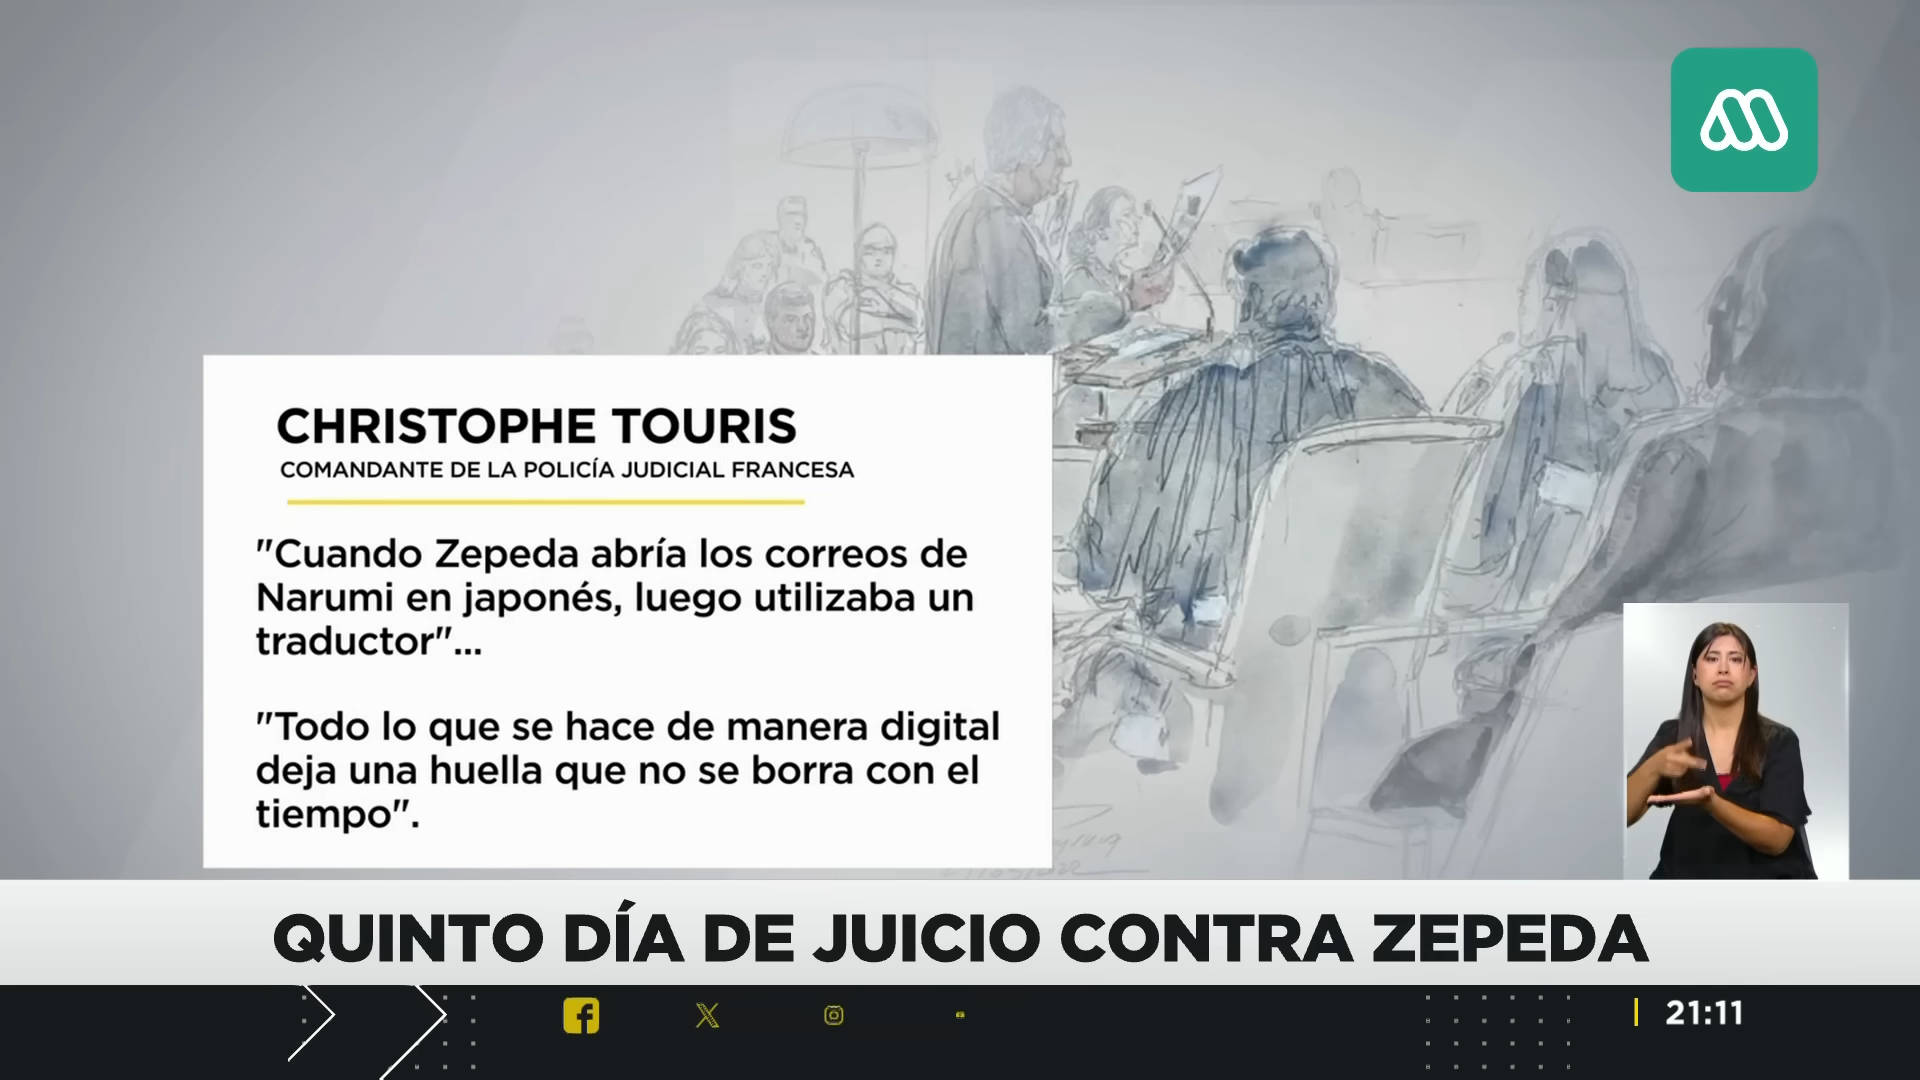 CHRISTOPHE TOURIS
COMANDANTE DE LA POLICÍA JUDICIAL FRANCESA
"Cuando Zepeda abría los correos de
Narumi en japonés, luego utilizaba un
traductor"...
"Todo lo que se hace de manera digital
deja una huella que no se borra con el
tiempo".
QUINTO DÍA DE JUICIO CONTRA ZEPEDA
21:11